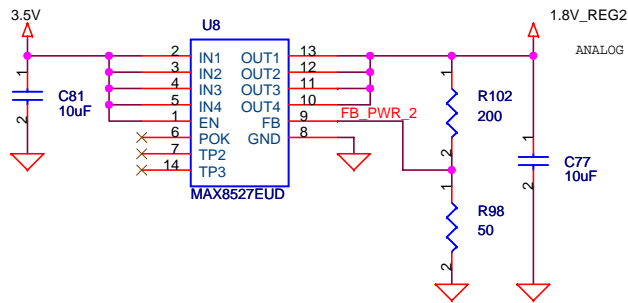 3.5V
U8
1.8V_REG2
ANALOG
2 IN1 OUT1 13
3 IN2 OUT2 12
4 IN3 OUT3 11
5 IN4 OUT4 10
1 EN FB 9 FB_PWR_2
6 POK GND 8
7 TP2
14 TP3
MAX8527EUD
1
C81
10uF
2
1
R102
200
2
1
C77
10uF
2
1
R98
50
2